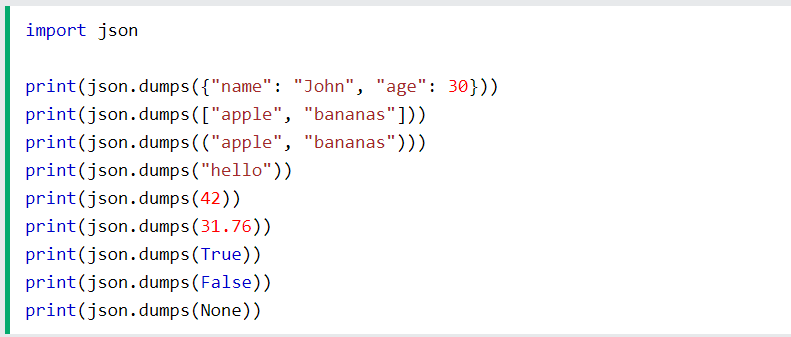 import json
print(json.dumps({"name": "John", "age": 30}))
print(json.dumps(["apple", "bananas"]))
print(json.dumps(("apple", "bananas")))
print(json.dumps("hello"))
print(json.dumps(42))
print(json.dumps(31.76))
print(json.dumps(True))
print(json.dumps(False))
print(json.dumps(None))